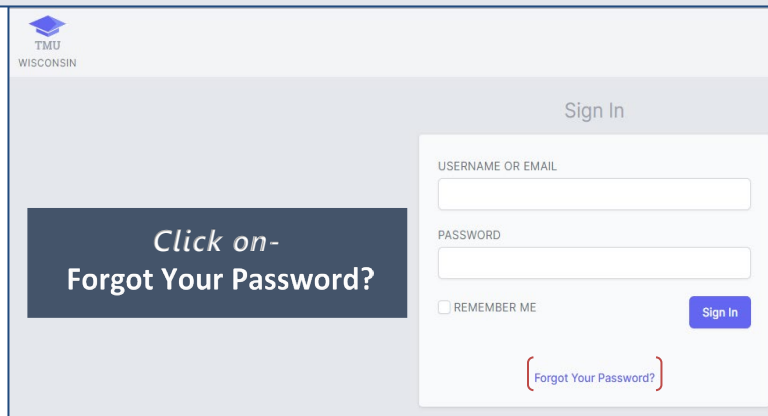 TMU
WISCONSIN
Sign In
USERNAME OR EMAIL
Click on-
Forgot Your Password?
PASSWORD
REMEMBER ME
Sign In
Forgot Your Password?